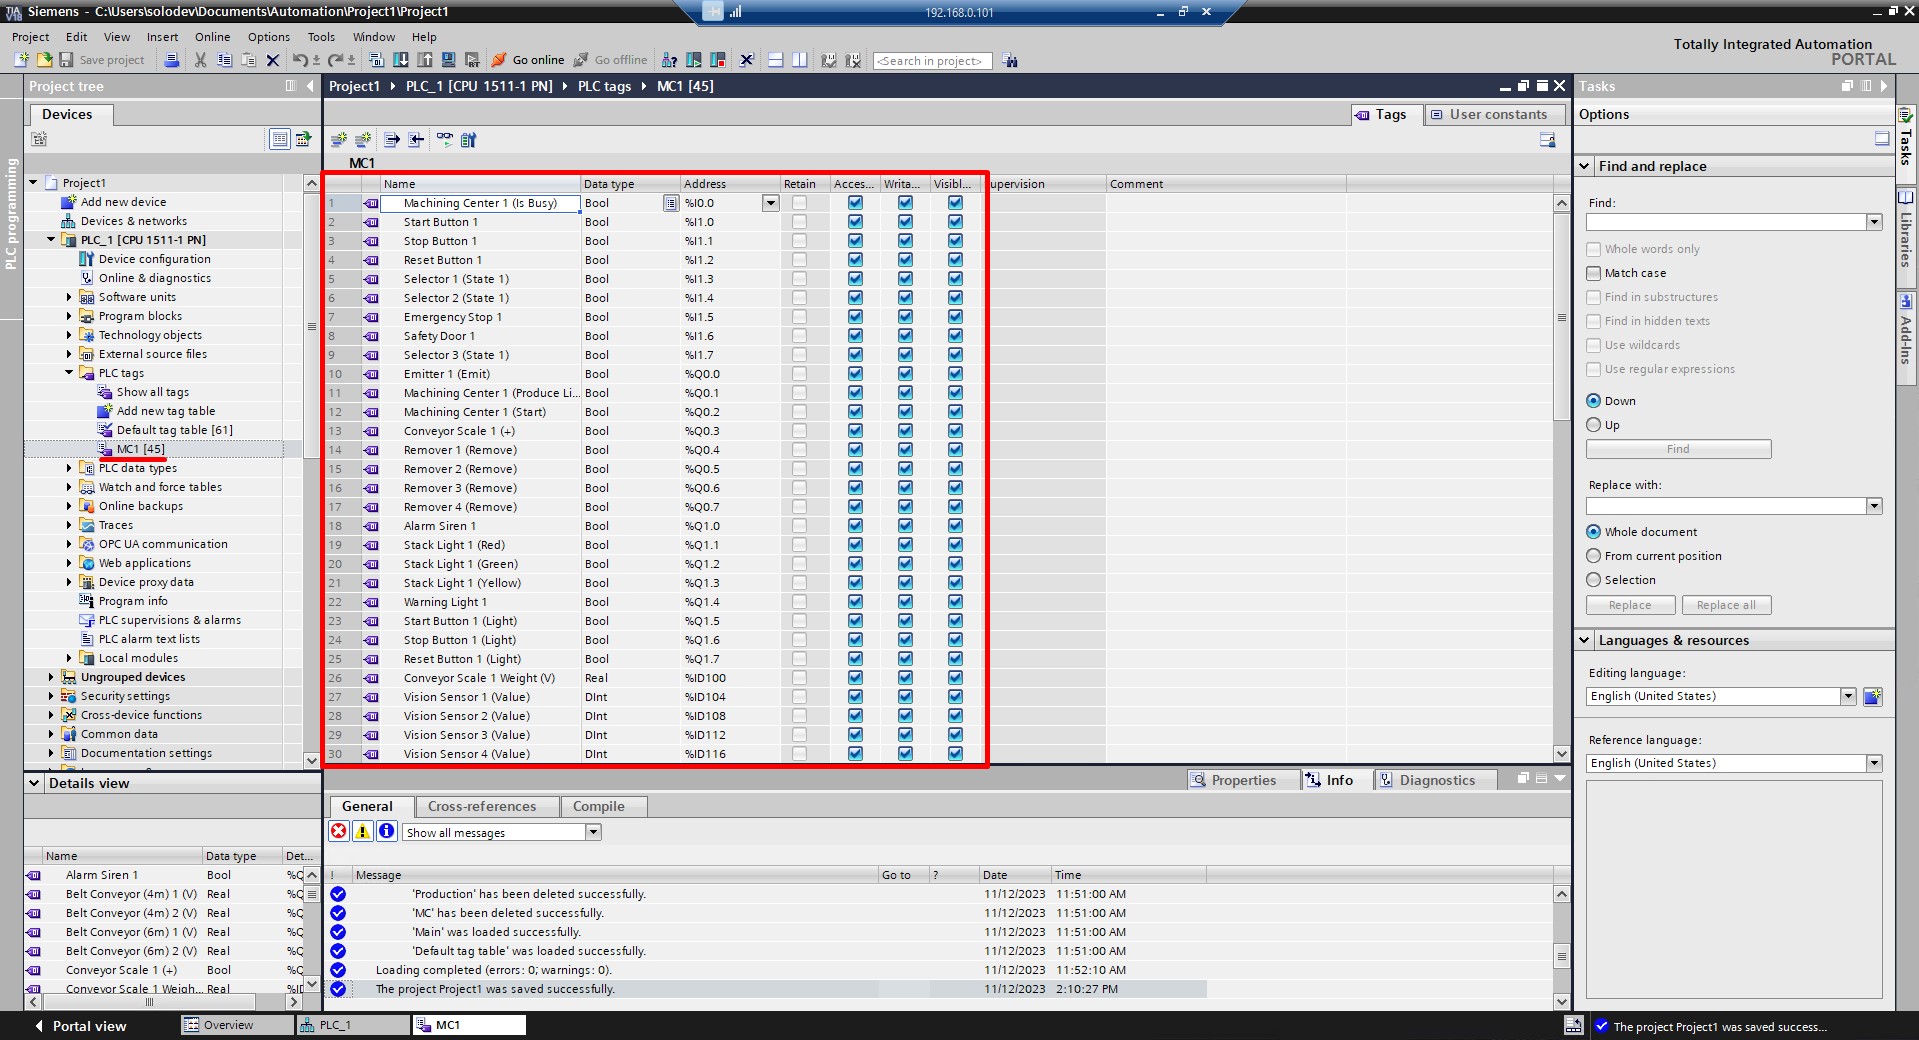 Siemens - C:\Users\solodev\Documents\Automation\Project1\Project1
192.168.0.101
Project Edit View Insert Online Options Tools Window Help
Totally Integrated Automation
PORTAL
Save project
Go online
Go offline
<Search in project>
Project tree
Project1 PLC_1 [CPU 1511-1 PN] PLC tags MC1 [45]
Tasks
Devices
Tags
User constants
Options
PLC programming
Project1
Add new device
Devices & networks
PLC_1 [CPU 1511-1 PN]
Device configuration
Online & diagnostics
Software units
Program blocks
Technology objects
External source files
PLC tags
Show all tags
Add new tag table
Default tag table [61]
MC1 [45]
PLC data types
Watch and force tables
Online backups
Traces
OPC UA communication
Web applications
Device proxy data
Program info
PLC supervisions & alarms
PLC alarm text lists
Local modules
Ungrouped devices
Security settings
Cross-device functions
Common data
Documentation settings
Details view
Name Data type Det...
Alarm Siren 1 Bool %Q
Belt Conveyor (4m) 1 (V) Real %Q
Belt Conveyor (4m) 2 (V) Real %Q
Belt Conveyor (6m) 1 (V) Real %Q
Belt Conveyor (6m) 2 (V) Real %Q
Conveyor Scale 1 (+) Bool %Q
Conveyor Scale 1 Weigh... Real %I
MC1
Name Data type Address Retain Acces... Writa... Visibl... upervision Comment
1 Machining Center 1 (Is Busy) Bool %I0.0
2 Start Button 1 Bool %I1.0
3 Stop Button 1 Bool %I1.1
4 Reset Button 1 Bool %I1.2
5 Selector 1 (State 1) Bool %I1.3
6 Selector 2 (State 1) Bool %I1.4
7 Emergency Stop 1 Bool %I1.5
8 Safety Door 1 Bool %I1.6
9 Selector 3 (State 1) Bool %I1.7
10 Emitter 1 (Emit) Bool %Q0.0
11 Machining Center 1 (Produce Li... Bool %Q0.1
12 Machining Center 1 (Start) Bool %Q0.2
13 Conveyor Scale 1 (+) Bool %Q0.3
14 Remover 1 (Remove) Bool %Q0.4
15 Remover 2 (Remove) Bool %Q0.5
16 Remover 3 (Remove) Bool %Q0.6
17 Remover 4 (Remove) Bool %Q0.7
18 Alarm Siren 1 Bool %Q1.0
19 Stack Light 1 (Red) Bool %Q1.1
20 Stack Light 1 (Green) Bool %Q1.2
21 Stack Light 1 (Yellow) Bool %Q1.3
22 Warning Light 1 Bool %Q1.4
23 Start Button 1 (Light) Bool %Q1.5
24 Stop Button 1 (Light) Bool %Q1.6
25 Reset Button 1 (Light) Bool %Q1.7
26 Conveyor Scale 1 Weight (V) Real %ID100
27 Vision Sensor 1 (Value) DInt %ID104
28 Vision Sensor 2 (Value) DInt %ID108
29 Vision Sensor 3 (Value) DInt %ID112
30 Vision Sensor 4 (Value) DInt %ID116
Properties Info Diagnostics
General Cross-references Compile
Show all messages
! Message Go to ? Date Time
'Production' has been deleted successfully. 11/12/2023 11:51:00 AM
'MC' has been deleted successfully. 11/12/2023 11:51:00 AM
'Main' was loaded successfully. 11/12/2023 11:51:00 AM
'Default tag table' was loaded successfully. 11/12/2023 11:51:00 AM
Loading completed (errors: 0; warnings: 0). 11/12/2023 11:52:10 AM
The project Project1 was saved successfully. 11/12/2023 2:10:27 PM
Find and replace
Find:
Whole words only
Match case
Find in substructures
Find in hidden texts
Use wildcards
Use regular expressions
Down
Up
Find
Replace with:
Whole document
From current position
Selection
Replace Replace all
Languages & resources
Editing language:
English (United States)
Reference language:
English (United States)
Tasks
Libraries
Add-Ins
Portal view
Overview
PLC_1
MC1
The project Project1 was saved success...